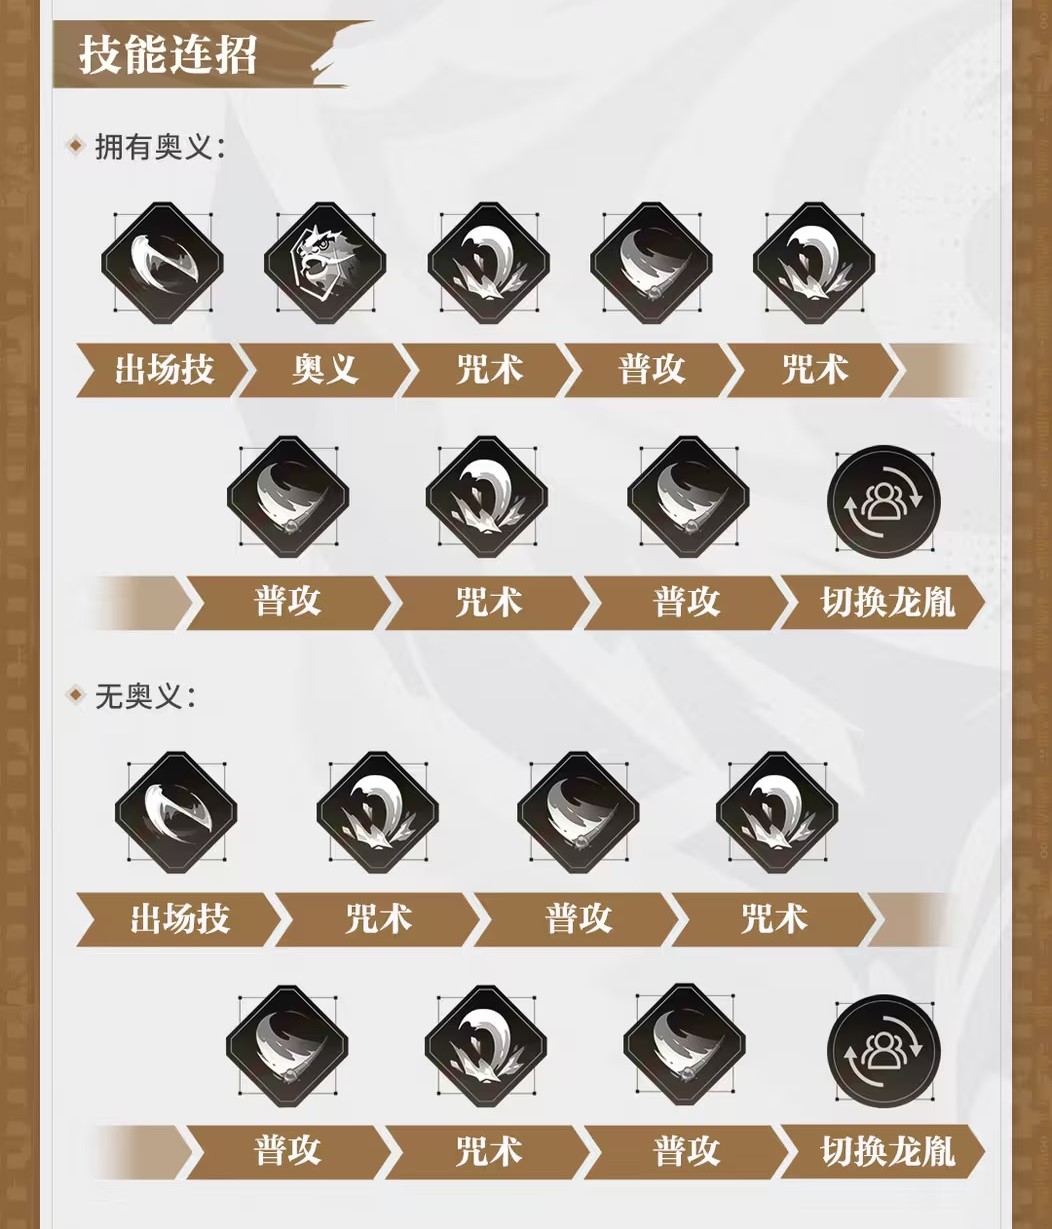 技能连招
拥有奥义：
出场技 奥义 咒术 普攻 咒术
普攻 咒术 普攻 切换龙胤
无奥义：
出场技 咒术 普攻 咒术
普攻 咒术 普攻 切换龙胤